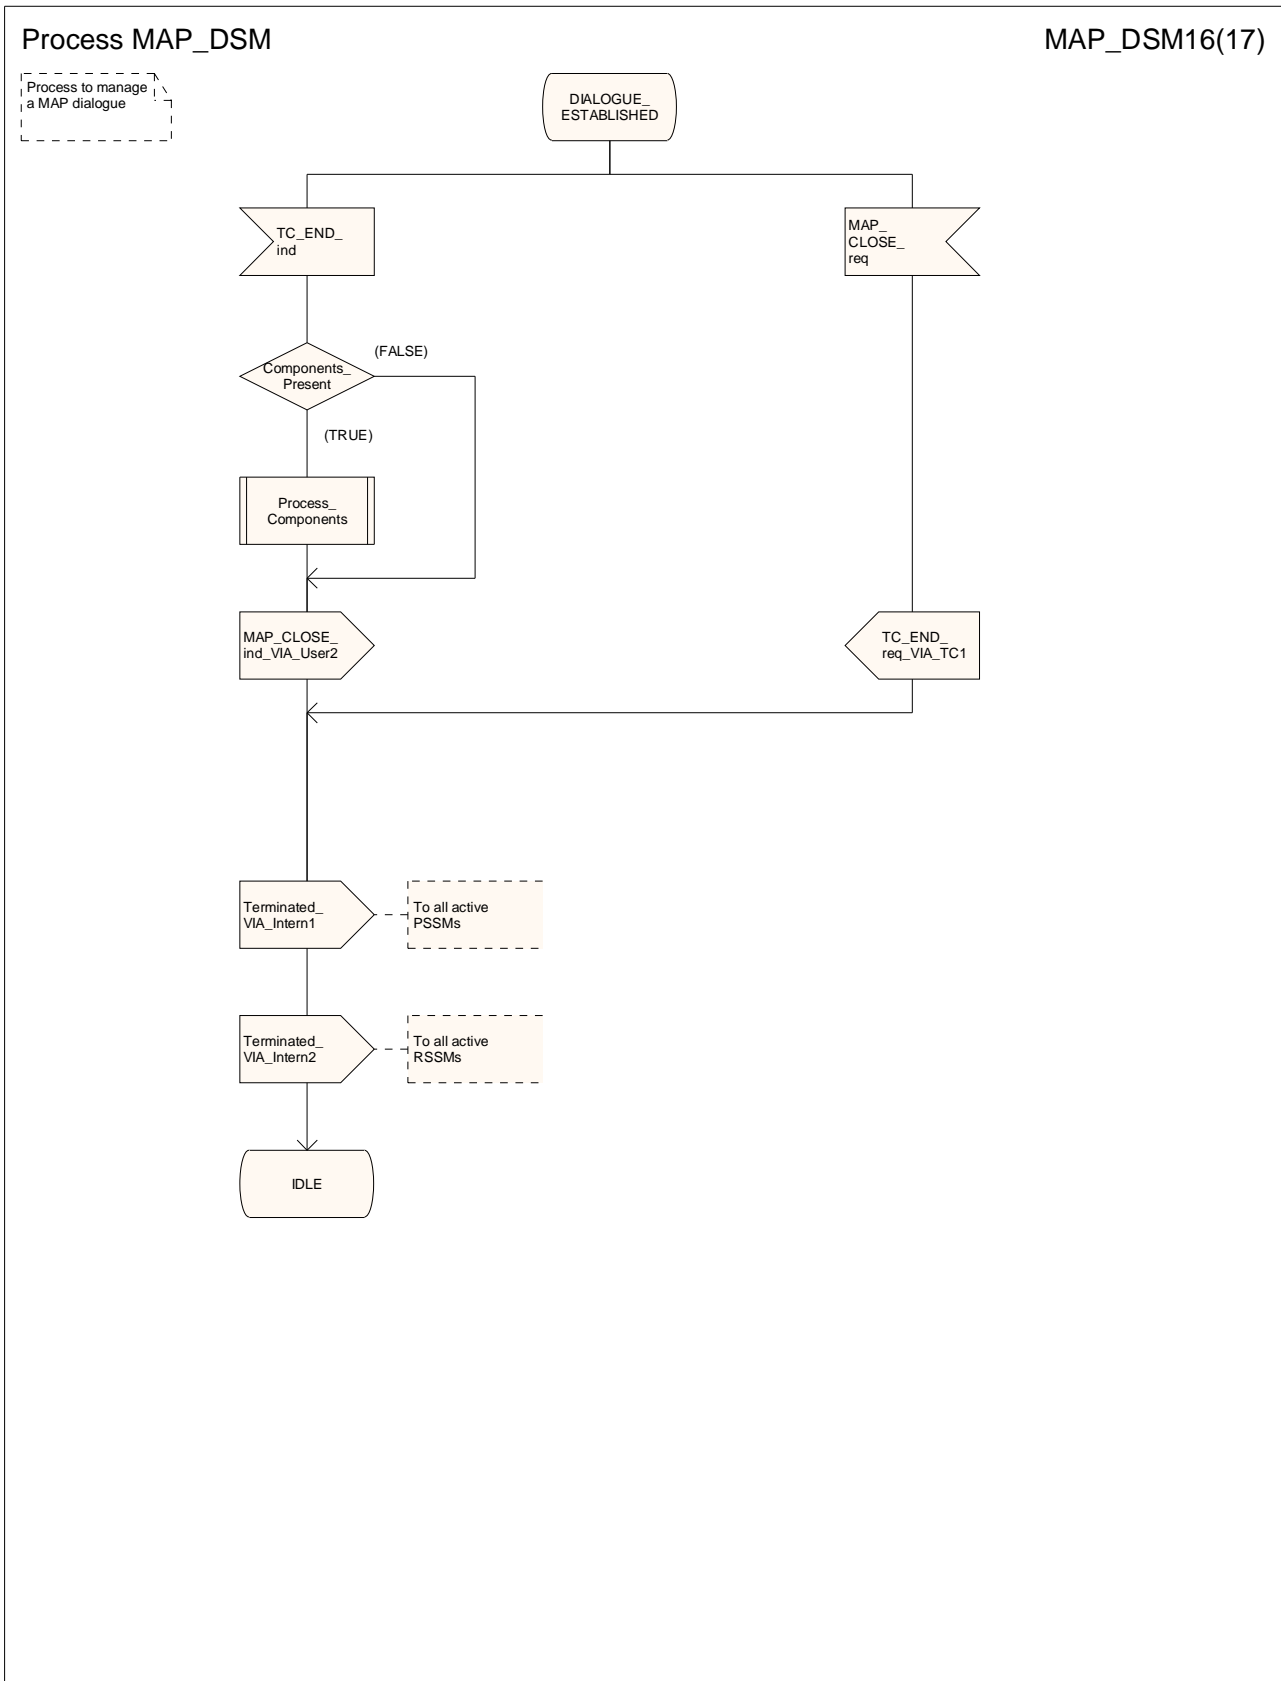 Process MAP_DSM
MAP_DSM16(17)
Process to manage
a MAP dialogue
DIALOGUE_
ESTABLISHED
TC_END_
ind
MAP_
CLOSE_
req
Components_
Present
(FALSE)
(TRUE)
Process_
Components
MAP_CLOSE_
ind_VIA_User2
TC_END_
req_VIA_TC1
Terminated_
VIA_Intern1
To all active
PSSMs
Terminated_
VIA_Intern2
To all active
RSSMs
IDLE